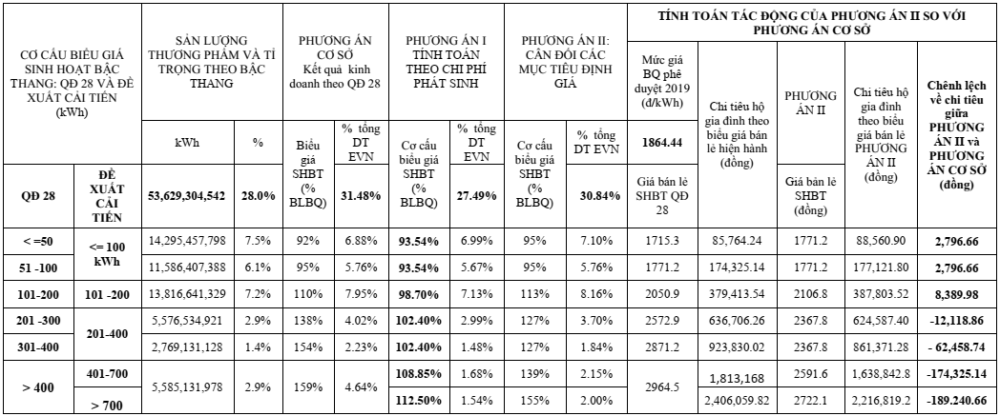 TÍNH TOÁN TÁC ĐỘNG CỦA PHƯƠNG ÁN II SO VỚI
PHƯƠNG ÁN CƠ SỞ
CƠ CẤU BIỂU GIÁ
SINH HOẠT BẬC
THANG: QĐ 28 VÀ ĐỀ
XUẤT CẢI TIẾN
(kWh)
SẢN LƯỢNG
THƯƠNG PHẨM VÀ TỈ
TRỌNG THEO BẬC
THANG
PHƯƠNG ÁN
CƠ SỞ
Kết quả kinh
doanh theo QĐ 28
PHƯƠNG ÁN I
TÍNH TOÁN
THEO CHI PHÍ
PHÁT SINH
PHƯƠNG ÁN II:
CÂN ĐỐI CÁC
MỤC TIÊU ĐỊNH
GIÁ
Mức giá
BQ phê
duyệt 2019
(đ/kWh)
Chi tiêu hộ
gia đình theo
biểu giá bán
lẻ hiện hành
(đồng)
PHƯƠNG
ÁN II
Chi tiêu hộ
gia đình
theo biểu
giá bán lẻ
PHƯƠNG
ÁN II
(đồng)
Chênh lệch
về chi tiêu
giữa
PHƯƠNG
ÁN II và
PHƯƠNG
ÁN CƠ SỞ
(đồng)
kWh
%
Biểu
giá
SHBT
(%
BLBQ)
% tổng
DT
EVN
Cơ cấu
biểu giá
SHBT
(%
BLBQ)
% tổng
DT
EVN
Cơ cấu
biểu giá
SHBT
(%
BLBQ)
% tổng
DT EVN
1864.44
QĐ 28
ĐỀ
XUẤT
CẢI
TIẾN
53,629,304,542
28.0%
31.48%
27.49%
30.84%
Giá bán lẻ
SHBT QĐ
28
Giá bán lẻ
SHBT
(đồng)
< =50
<= 100
kWh
14,295,457,798
7.5%
92%
6.88%
93.54%
6.99%
95%
7.10%
1715.3
85,764.24
1771.2
88,560.90
2,796.66
51 -100
11,586,407,388
6.1%
95%
5.76%
93.54%
5.67%
95%
5.76%
1771.2
174,325.14
1771.2
177,121.80
2,796.66
101-200
101 -200
13,816,641,329
7.2%
110%
7.95%
98.70%
7.13%
113%
8.16%
2050.9
379,413.54
2106.8
387,803.52
8,389.98
201 -300
201-400
5,576,534,921
2.9%
138%
4.02%
102.40%
2.99%
127%
3.70%
2572.9
636,706.26
2367.8
624,587.40
-12,118.86
301-400
2,769,131,128
1.4%
154%
2.23%
102.40%
1.48%
127%
1.84%
2871.2
923,830.02
2367.8
861,371.28
- 62,458.74
> 400
401-700
5,585,131,978
2.9%
159%
4.64%
108.85%
1.68%
139%
2.15%
2964.5
1,813,168
2591.6
1,638,842.8
-174,325.14
> 700
112.50%
1.54%
155%
2.00%
2,406,059.82
2722.1
2,216,819.2
-189.240.66